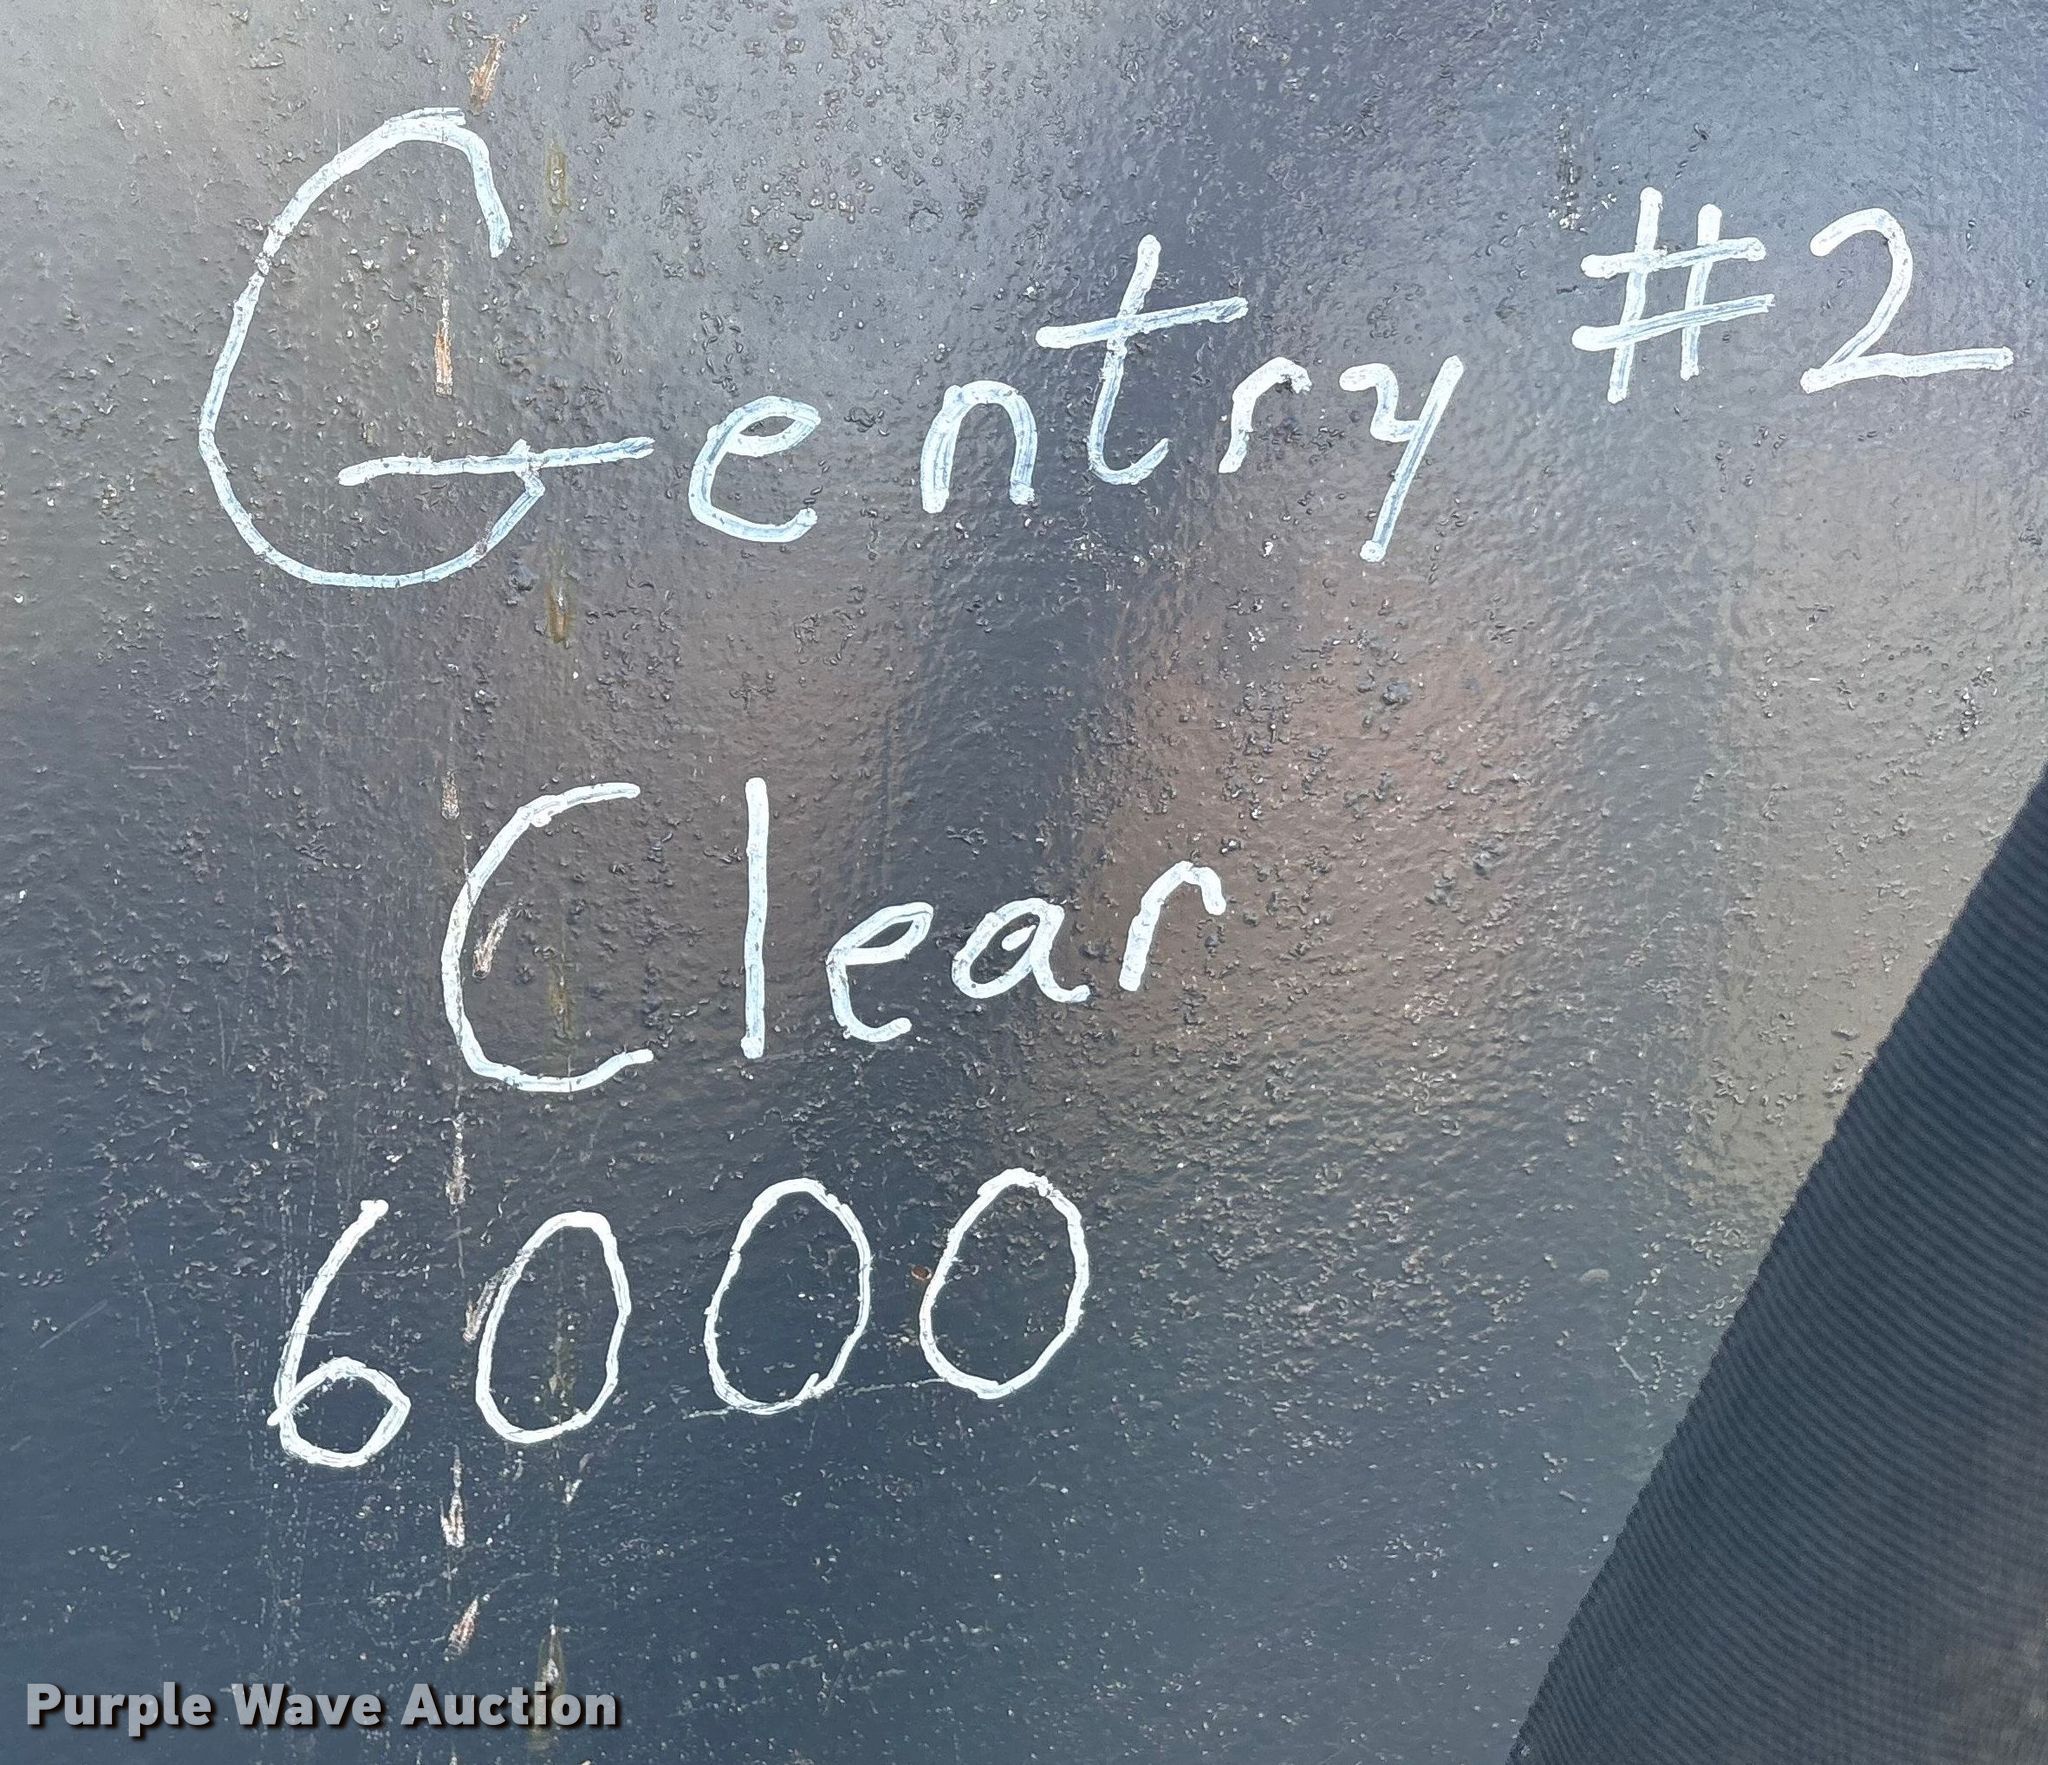 Gentry #2
Clear
6000
Purple Wave Auction